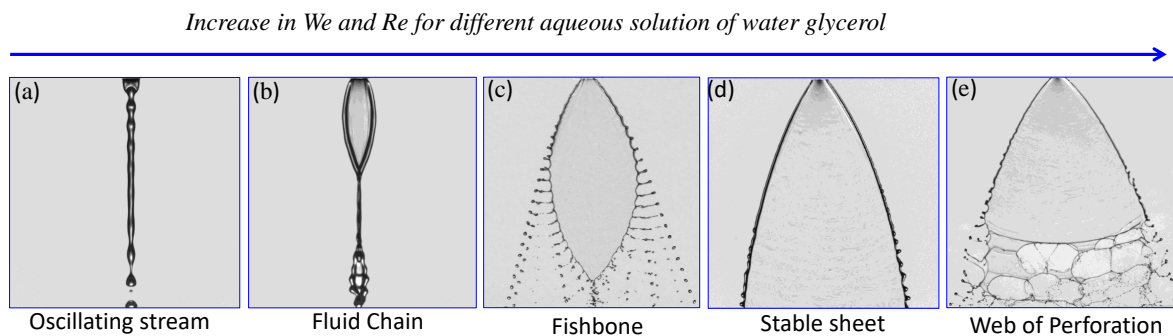 Increase in We and Re for different aqueous solution of water glycerol
(a)
(b)
(c)
(d)
(e)
Oscillating stream
Fluid Chain
Fishbone
Stable sheet
Web of Perforation